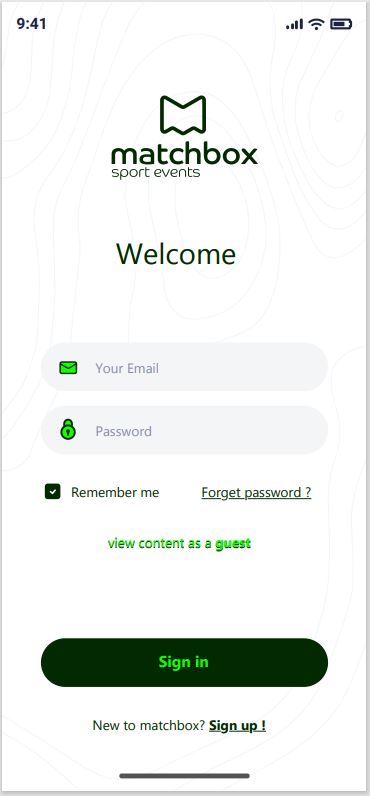 9:41
matchbox
sport events
Welcome
Your Email
Password
Remember me
Forget password ?
view content as a guest
Sign in
New to matchbox? Sign up !